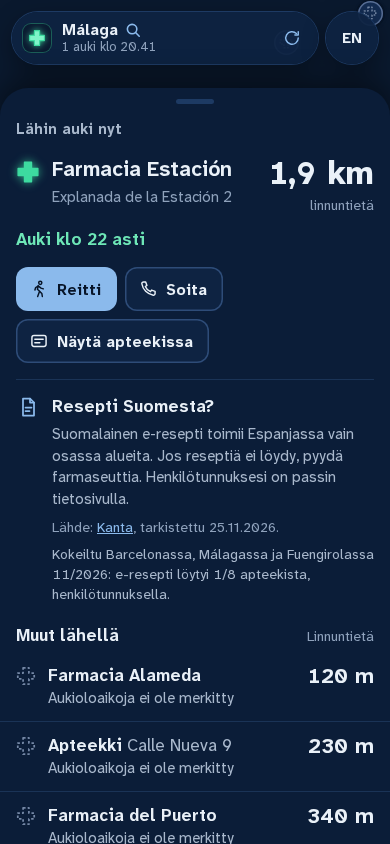 Málaga
1 auki klo 20.41
EN
Lähin auki nyt
Farmacia Estación
1,9 km
Explanada de la Estación 2
linnuntietä
Auki klo 22 asti
Reitti
Soita
Näytä apteekissa
Resepti Suomesta?
Suomalainen e-resepti toimii Espanjassa vain
osassa alueita. Jos reseptiä ei löydy, pyydä
farmaseuttia. Henkilötunnuksesi on passin
tietosivulla.
Lähde: Kanta, tarkistettu 25.11.2026.
Kokeiltu Barcelonassa, Málagassa ja Fuengirolassa
11/2026: e-resepti löytyi 1/8 apteekista,
henkilötunnuksella.
Muut lähellä
Linnuntietä
Farmacia Alameda
120 m
Aukioloaikoja ei ole merkitty
Apteekki Calle Nueva 9
230 m
Aukioloaikoja ei ole merkitty
Farmacia del Puerto
340 m
Aukioloaikoja ei ole merkitty